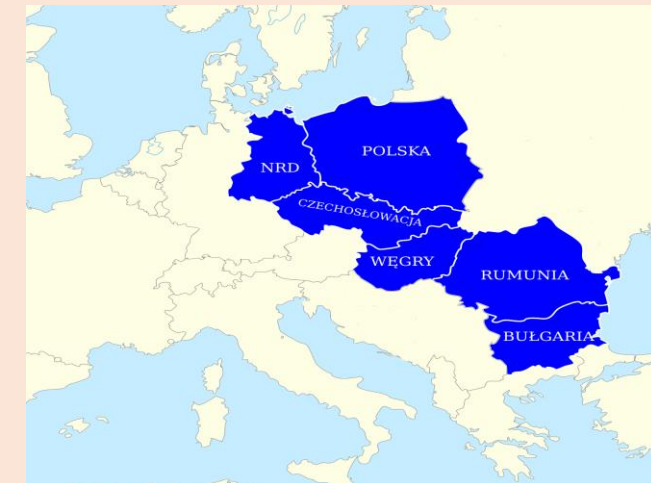 POLSKA
NRD
CZECHOSŁOWACJA
WĘGRY
RUMUNIA
BUŁGARIA